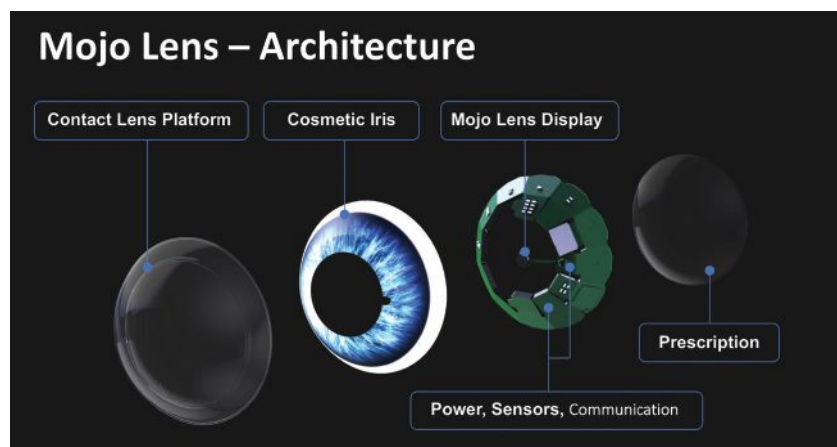 Mojo Lens – Architecture
Contact Lens Platform
Cosmetic Iris
Mojo Lens Display
Prescription
Power, Sensors, Communication